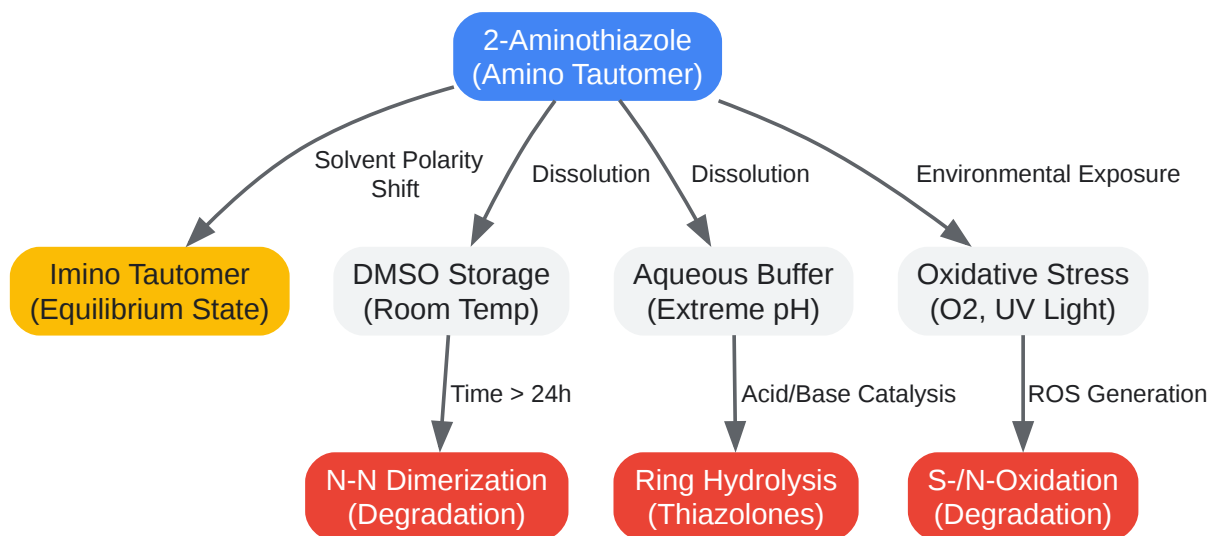 2-Aminothiazole
(Amino Tautomer)
Solvent Polarity
Shift
Dissolution
Dissolution
Environmental Exposure
Imino Tautomer
(Equilibrium State)
DMSO Storage
(Room Temp)
Aqueous Buffer
(Extreme pH)
Oxidative Stress
(O2, UV Light)
Time > 24h
Acid/Base Catalysis
ROS Generation
N-N Dimerization
(Degradation)
Ring Hydrolysis
(Thiazolones)
S-/N-Oxidation
(Degradation)